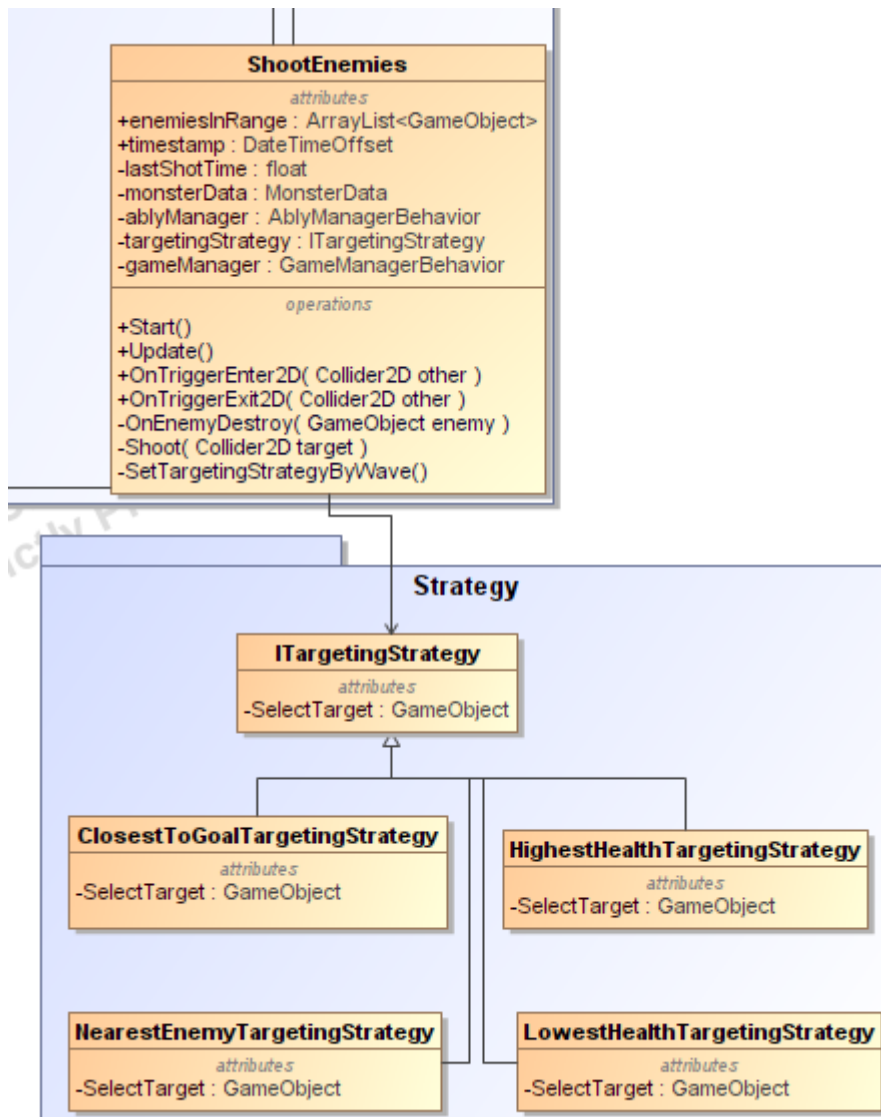 ShootEnemies
attributes
+enemiesInRange : ArrayList<GameObject>
+timestamp : DateTimeOffset
-lastShotTime : float
-monsterData : MonsterData
-ablyManager : AblyManagerBehavior
-targetingStrategy : ITargetingStrategy
-gameManager : GameManagerBehavior
operations
+Start()
+Update()
+OnTriggerEnter2D( Collider2D other )
+OnTriggerExit2D( Collider2D other )
-OnEnemyDestroy( GameObject enemy )
-Shoot( Collider2D target )
-SetTargetingStrategyByWave()
Strategy
ITargetingStrategy
attributes
-SelectTarget : GameObject
ClosestToGoalTargetingStrategy
attributes
-SelectTarget : GameObject
HighestHealthTargetingStrategy
attributes
-SelectTarget : GameObject
NearestEnemyTargetingStrategy
attributes
-SelectTarget : GameObject
LowestHealthTargetingStrategy
attributes
-SelectTarget : GameObject